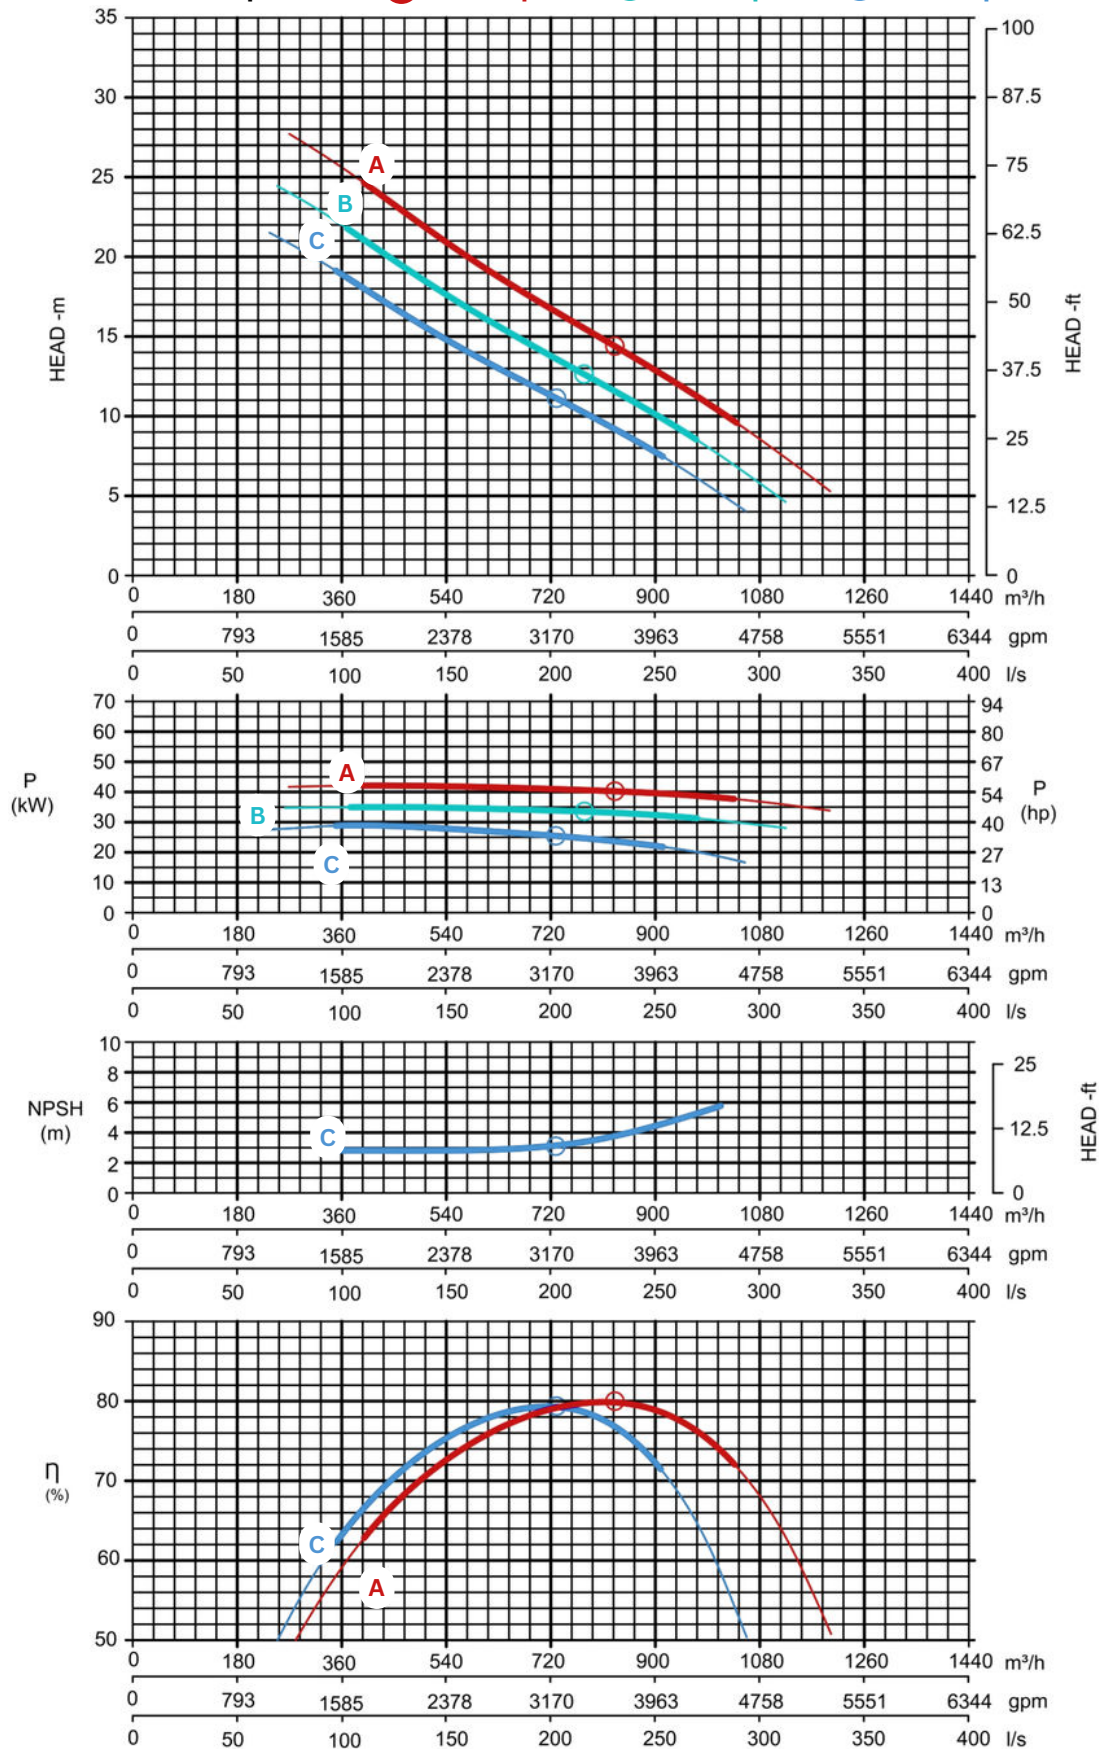 35
100
30
87.5
A
25
75
B
C
62.5
20
50
HEAD -m
HEAD -ft
15
37.5
10
25
5
12.5
0
0
0 180 360 540 720 900 1080 1260 1440 m³/h
0 793 1585 2378 3170 3963 4758 5551 6344 gpm
0 50 100 150 200 250 300 350 400 l/s
70 94
60 80
50 67
A
P (kW)
40 54
P (hp)
B
30 40
20 27
C
10 13
0 0
0 180 360 540 720 900 1080 1260 1440 m³/h
0 793 1585 2378 3170 3963 4758 5551 6344 gpm
0 50 100 150 200 250 300 350 400 l/s
10
25
8
NPSH (m)
6
HEAD -ft
C
4
12.5
2
0 0
0 180 360 540 720 900 1080 1260 1440 m³/h
0 793 1585 2378 3170 3963 4758 5551 6344 gpm
0 50 100 150 200 250 300 350 400 l/s
90
80
η
(%)
70
C
60
A
50
0 180 360 540 720 900 1080 1260 1440 m³/h
0 793 1585 2378 3170 3963 4758 5551 6344 gpm
0 50 100 150 200 250 300 350 400 l/s